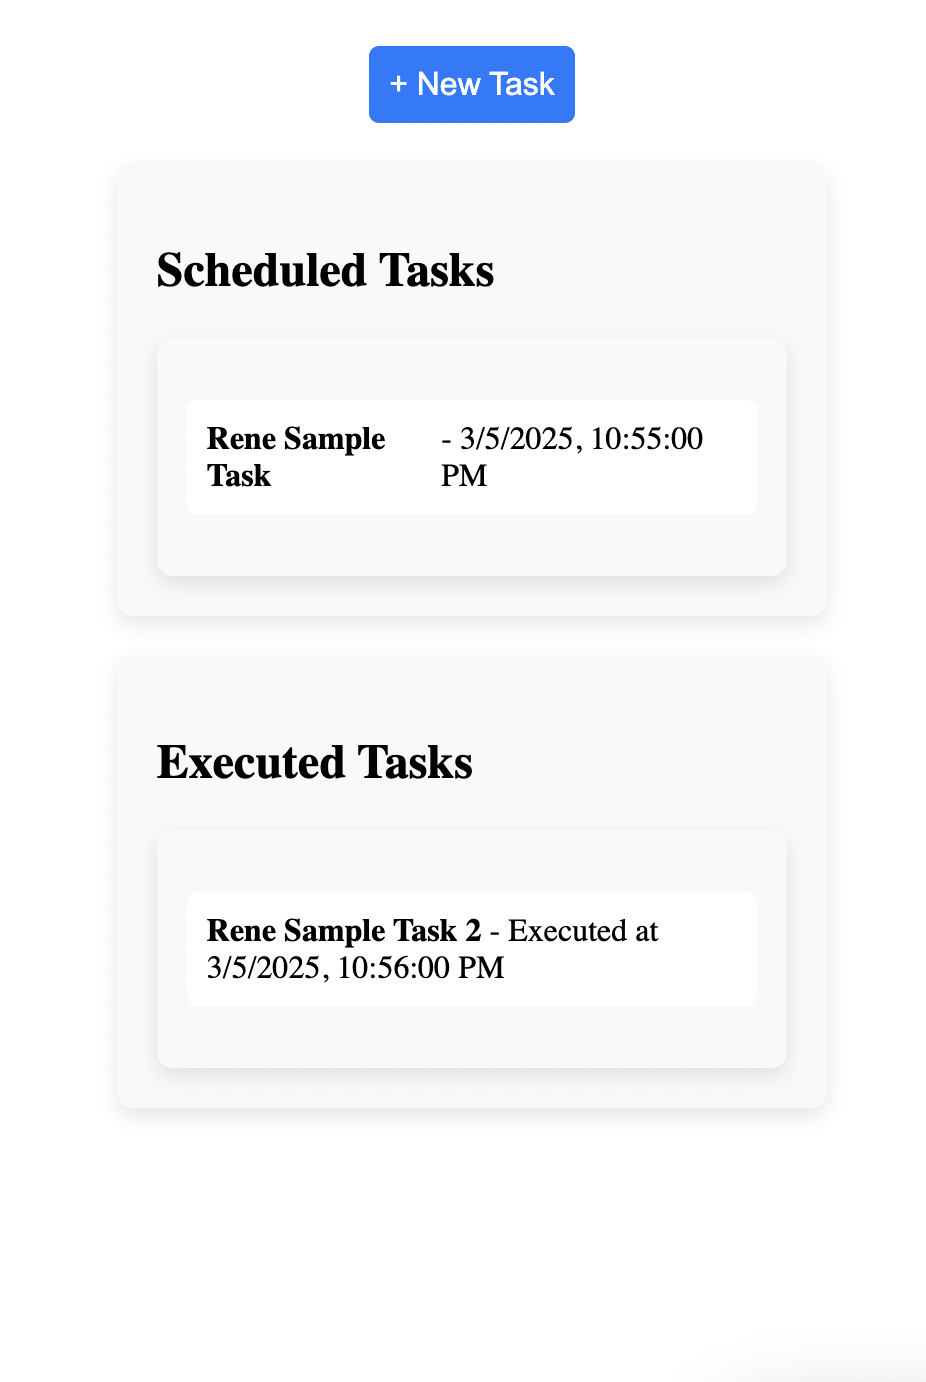 + New Task
Scheduled Tasks
Rene Sample Task
- 3/5/2025, 10:55:00 PM
Executed Tasks
Rene Sample Task 2 - Executed at
3/5/2025, 10:56:00 PM